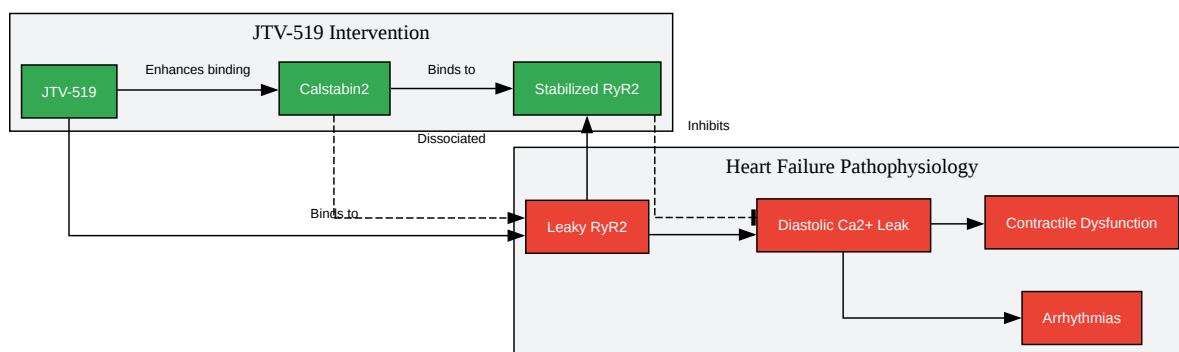 JTV-519 Intervention
Enhances binding
Binds to
JTV-519
Calstabin2
Stabilized RyR2
Dissociated
Inhibits
Heart Failure Pathophysiology
Binds to
Leaky RyR2
Diastolic Ca2+ Leak
Contractile Dysfunction
Arrhythmias